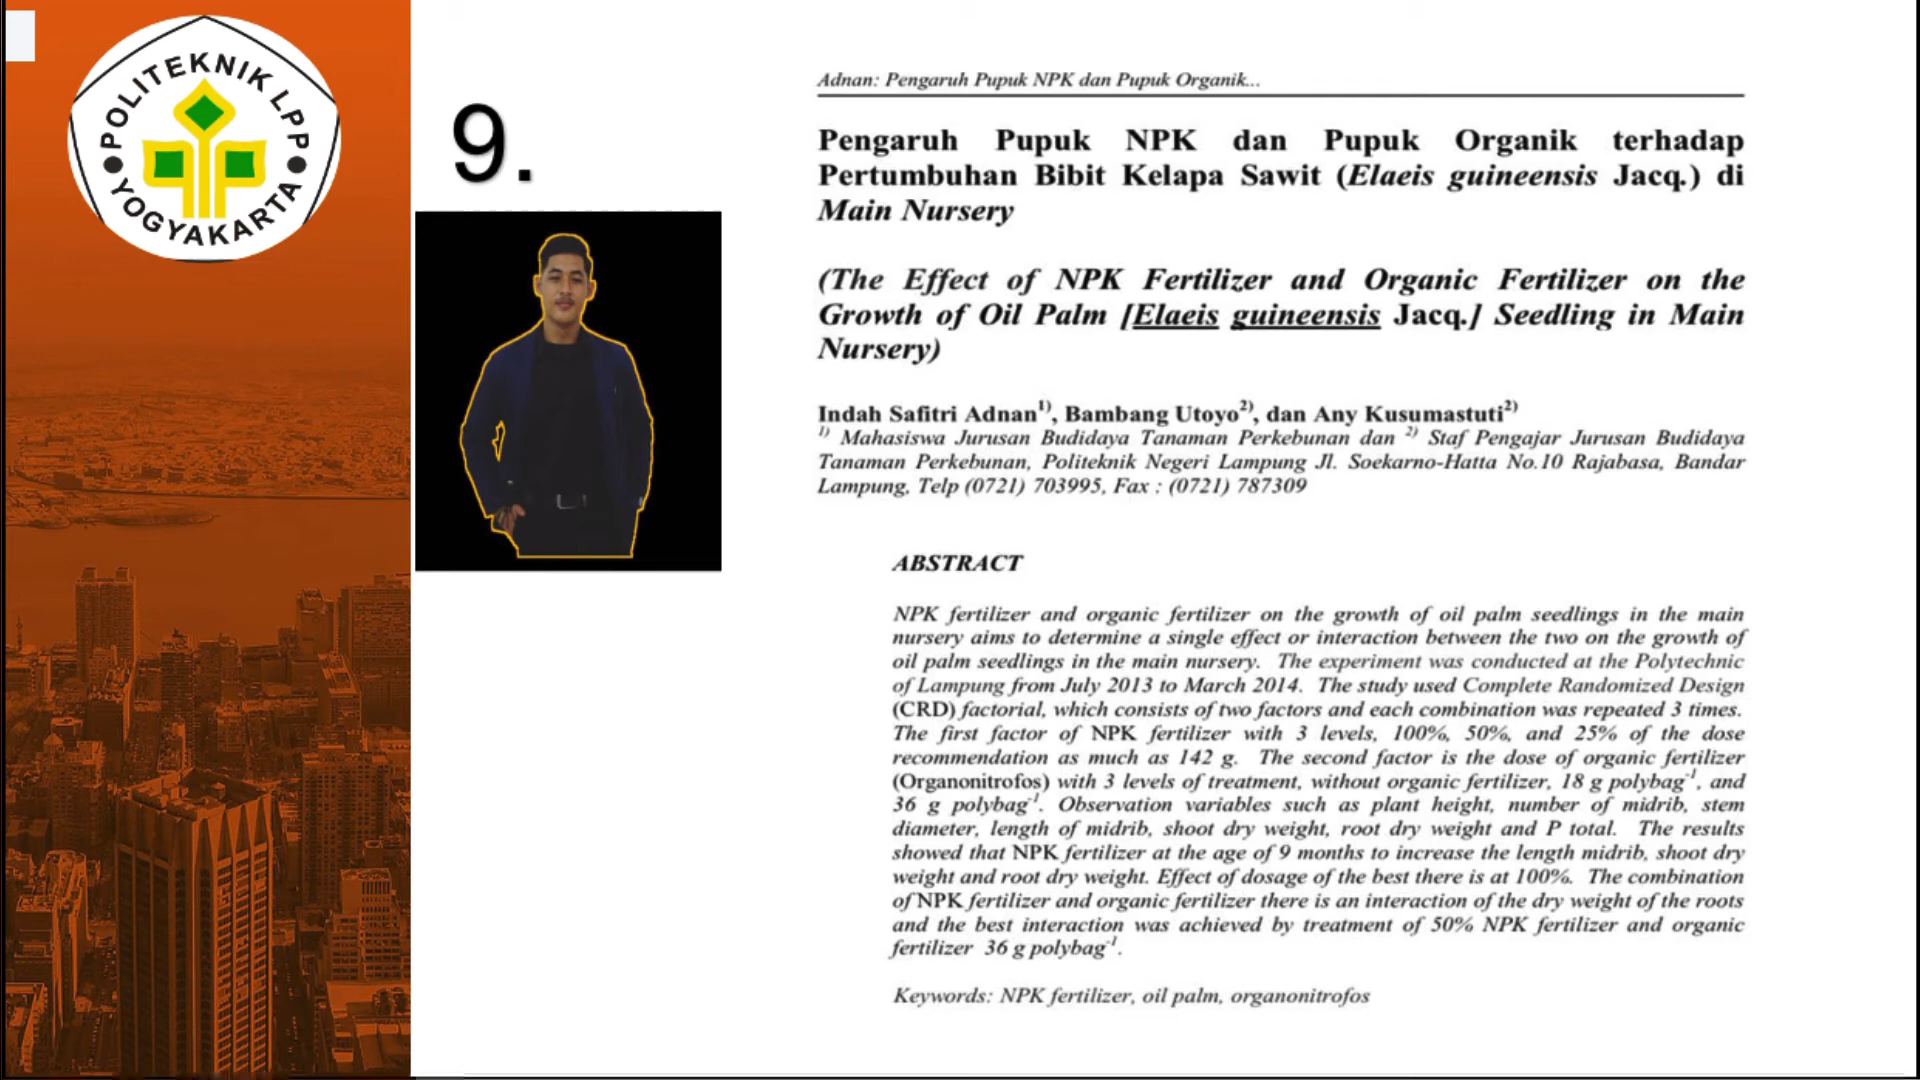 POLITEKNIK LPP
YOGYAKARTA
9.
Adnan: Pengaruh Pupuk NPK dan Pupuk Organik...
Pengaruh Pupuk NPK dan Pupuk Organik terhadap
Pertumbuhan Bibit Kelapa Sawit (Elaeis guineensis Jacq.) di
Main Nursery
(The Effect of NPK Fertilizer and Organic Fertilizer on the
Growth of Oil Palm [Elaeis guineensis Jacq.] Seedling in Main
Nursery)
Indah Safitri Adnan1), Bambang Utoyo2), dan Any Kusumastuti2)
1) Mahasiswa Jurusan Budidaya Tanaman Perkebunan dan 2) Staf Pengajar Jurusan Budidaya
Tanaman Perkebunan, Politeknik Negeri Lampung Jl. Soekarno-Hatta No.10 Rajabasa, Bandar
Lampung, Telp (0721) 703995, Fax : (0721) 787309
ABSTRACT
NPK fertilizer and organic fertilizer on the growth of oil palm seedlings in the main
nursery aims to determine a single effect or interaction between the two on the growth of
oil palm seedlings in the main nursery. The experiment was conducted at the Polytechnic
of Lampung from July 2013 to March 2014. The study used Complete Randomized Design
(CRD) factorial, which consists of two factors and each combination was repeated 3 times.
The first factor of NPK fertilizer with 3 levels, 100%, 50%, and 25% of the dose
recommendation as much as 142 g. The second factor is the dose of organic fertilizer
(Organonitrofos) with 3 levels of treatment, without organic fertilizer, 18 g polybag-1, and
36 g polybag-1. Observation variables such as plant height, number of midrib, stem
diameter, length of midrib, shoot dry weight, root dry weight and P total. The results
showed that NPK fertilizer at the age of 9 months to increase the length midrib, shoot dry
weight and root dry weight. Effect of dosage of the best there is at 100%. The combination
of NPK fertilizer and organic fertilizer there is an interaction of the dry weight of the roots
and the best interaction was achieved by treatment of 50% NPK fertilizer and organic
fertilizer 36 g polybag-1.
Keywords: NPK fertilizer, oil palm, organonitrofos